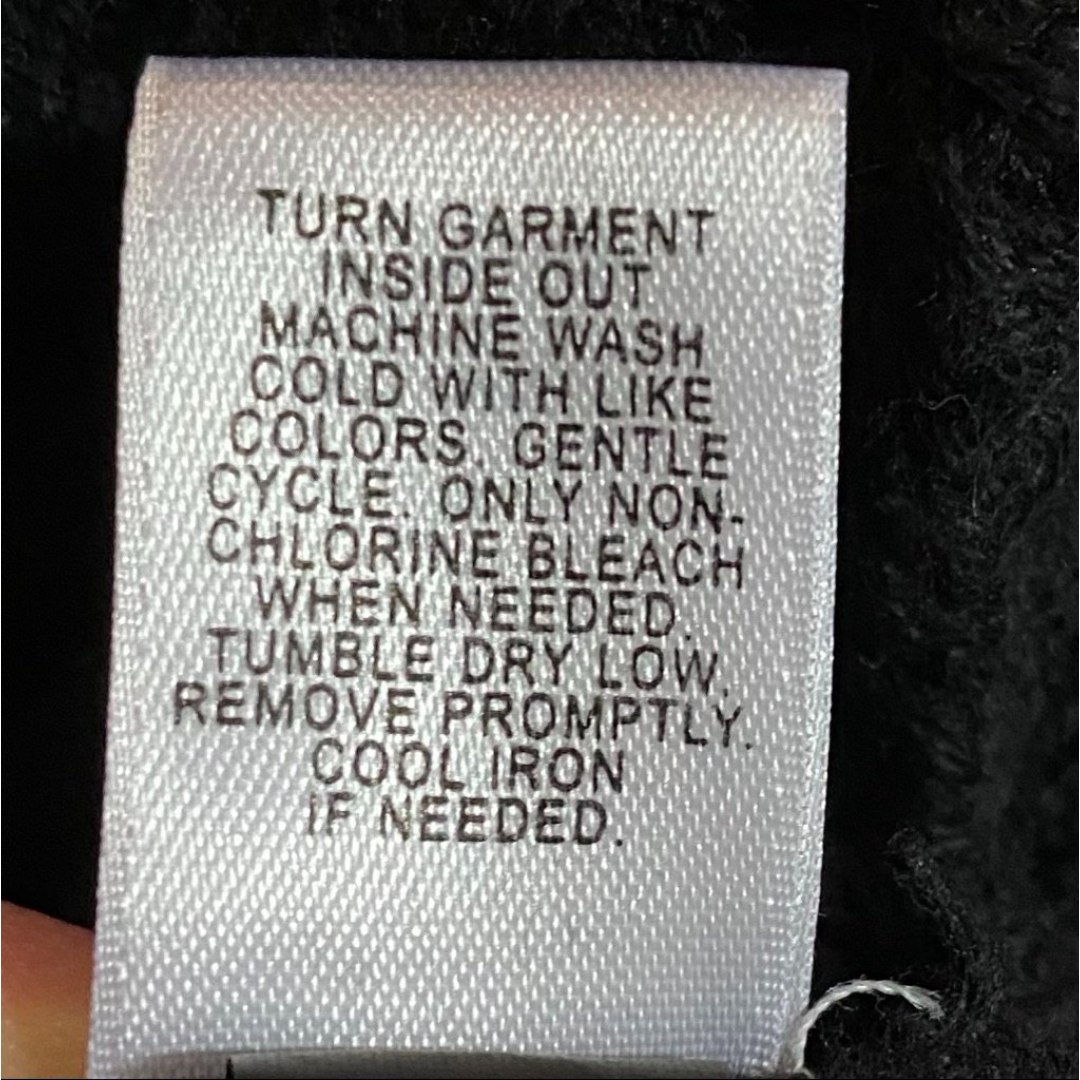 TURN GARMENT
INSIDE OUT
MACHINE WASH
COLD WITH LIKE
COLORS. GENTLE
CYCLE. ONLY NON-
CHLORINE BLEACH
WHEN NEEDED.
TUMBLE DRY LOW.
REMOVE PROMPTLY.
COOL IRON
IF NEEDED.